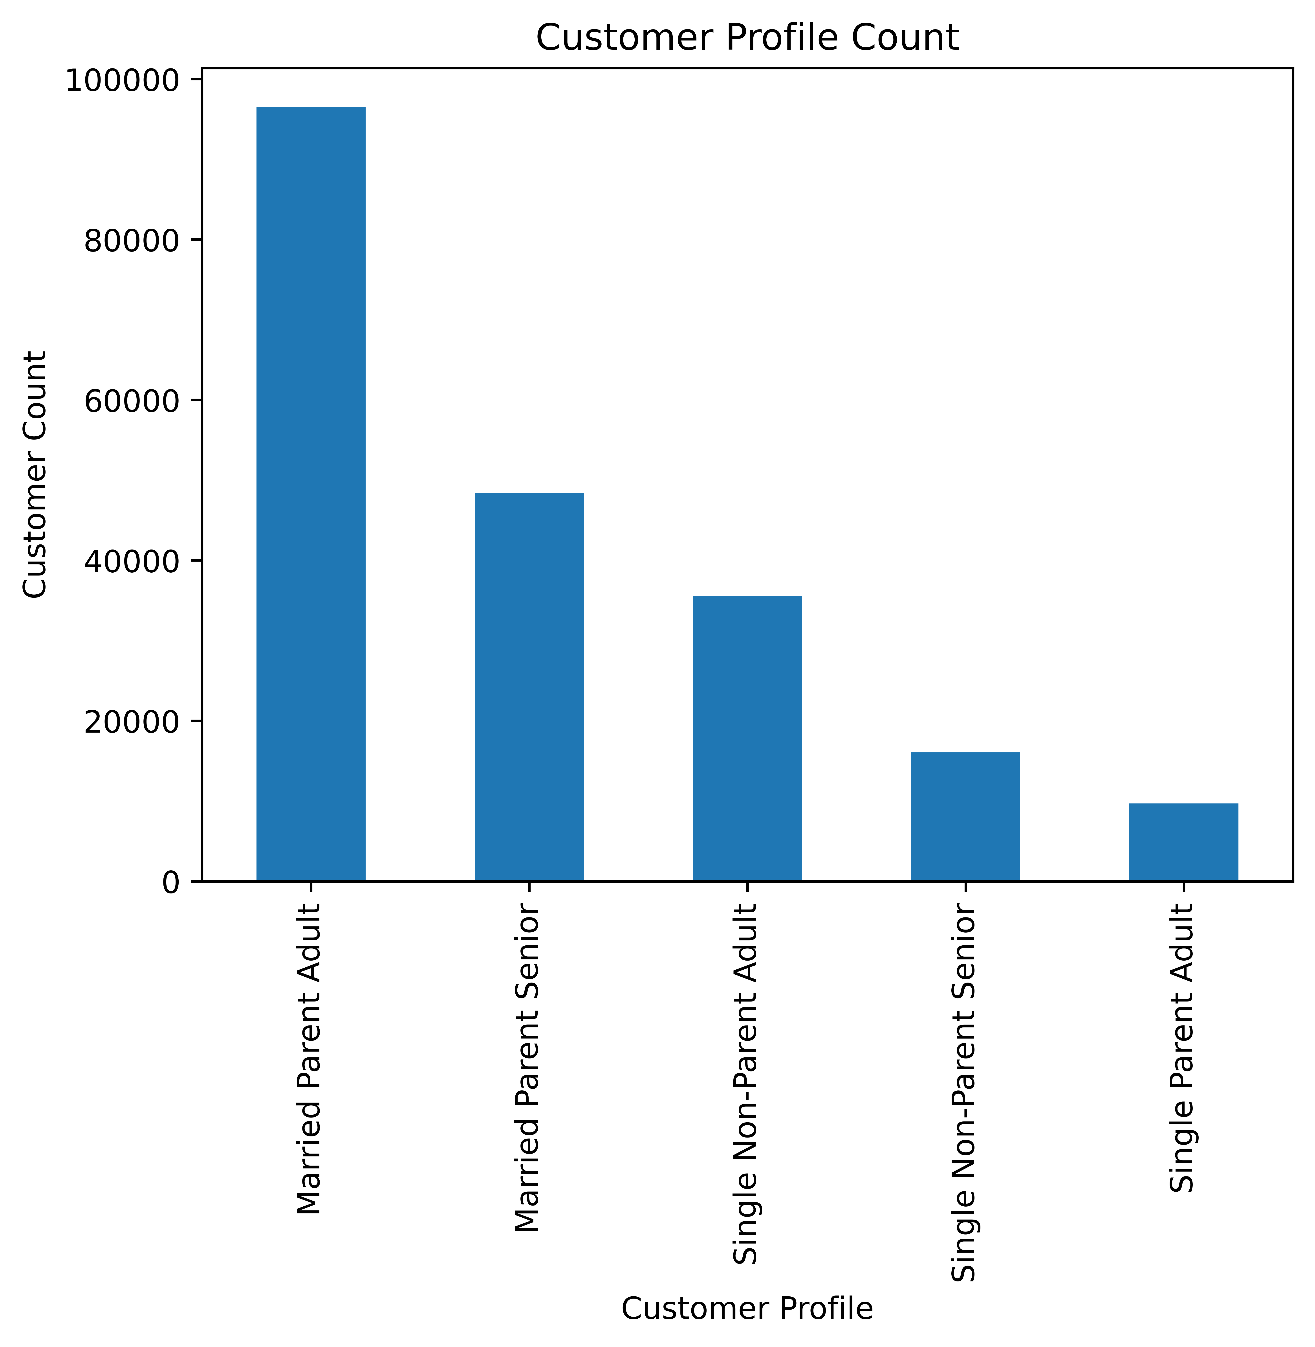 Customer Profile Count
100000
80000
60000
40000
20000
0
Customer Count
Married Parent Adult
Married Parent Senior
Single Non-Parent Adult
Single Non-Parent Senior
Single Parent Adult
Customer Profile